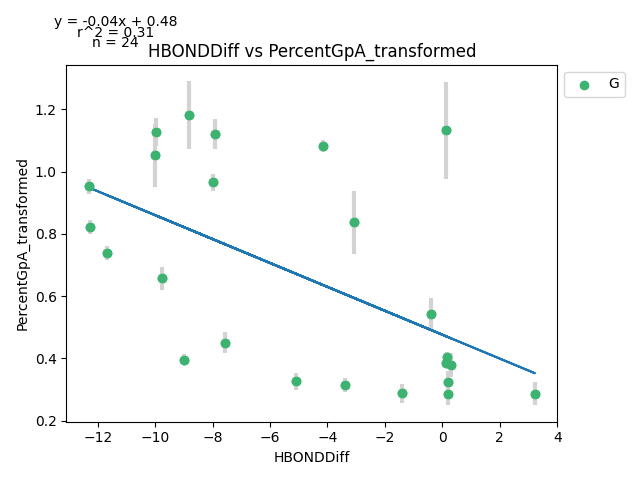 y = -0.04x + 0.48
r^2 = 0.31
n = 24
HBONDDiff vs PercentGpA_transformed
G
PercentGpA_transformed
1.2
1.0
0.8
0.6
0.4
0.2
−12 −10 −8 −6 −4 −2 0 2 4
HBONDDiff